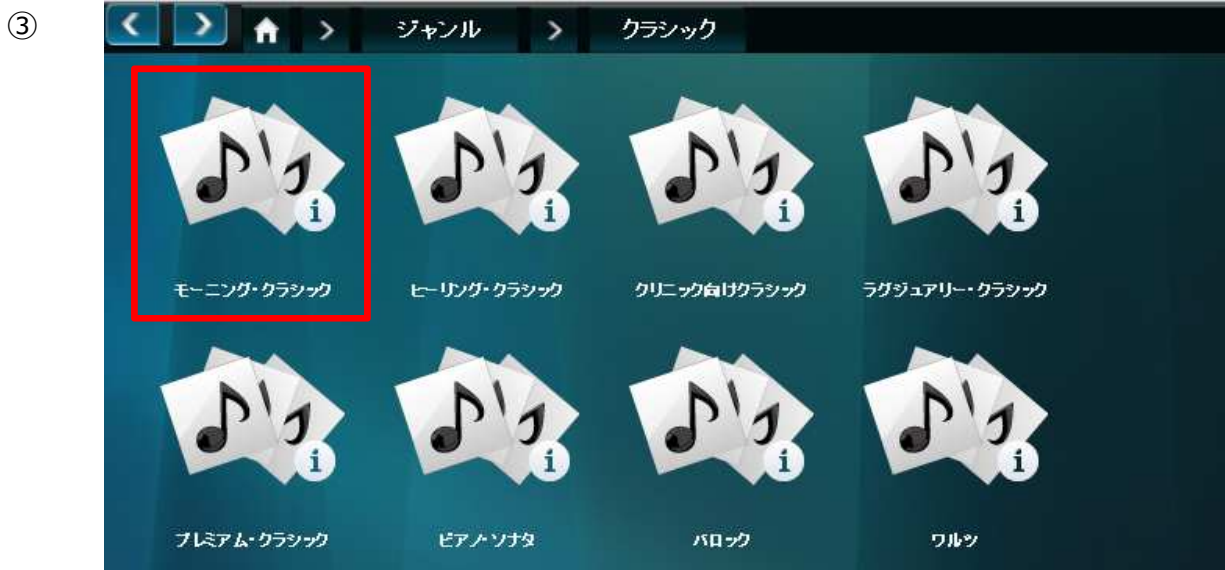 ③
ジャンル > クラシック
モーニング・クラシック ヒーリング・クラシック クリニック向けクラシック ラグジュアリー・クラシック
プレミアム・クラシック ピアノ・ソナタ バロック ワルツ